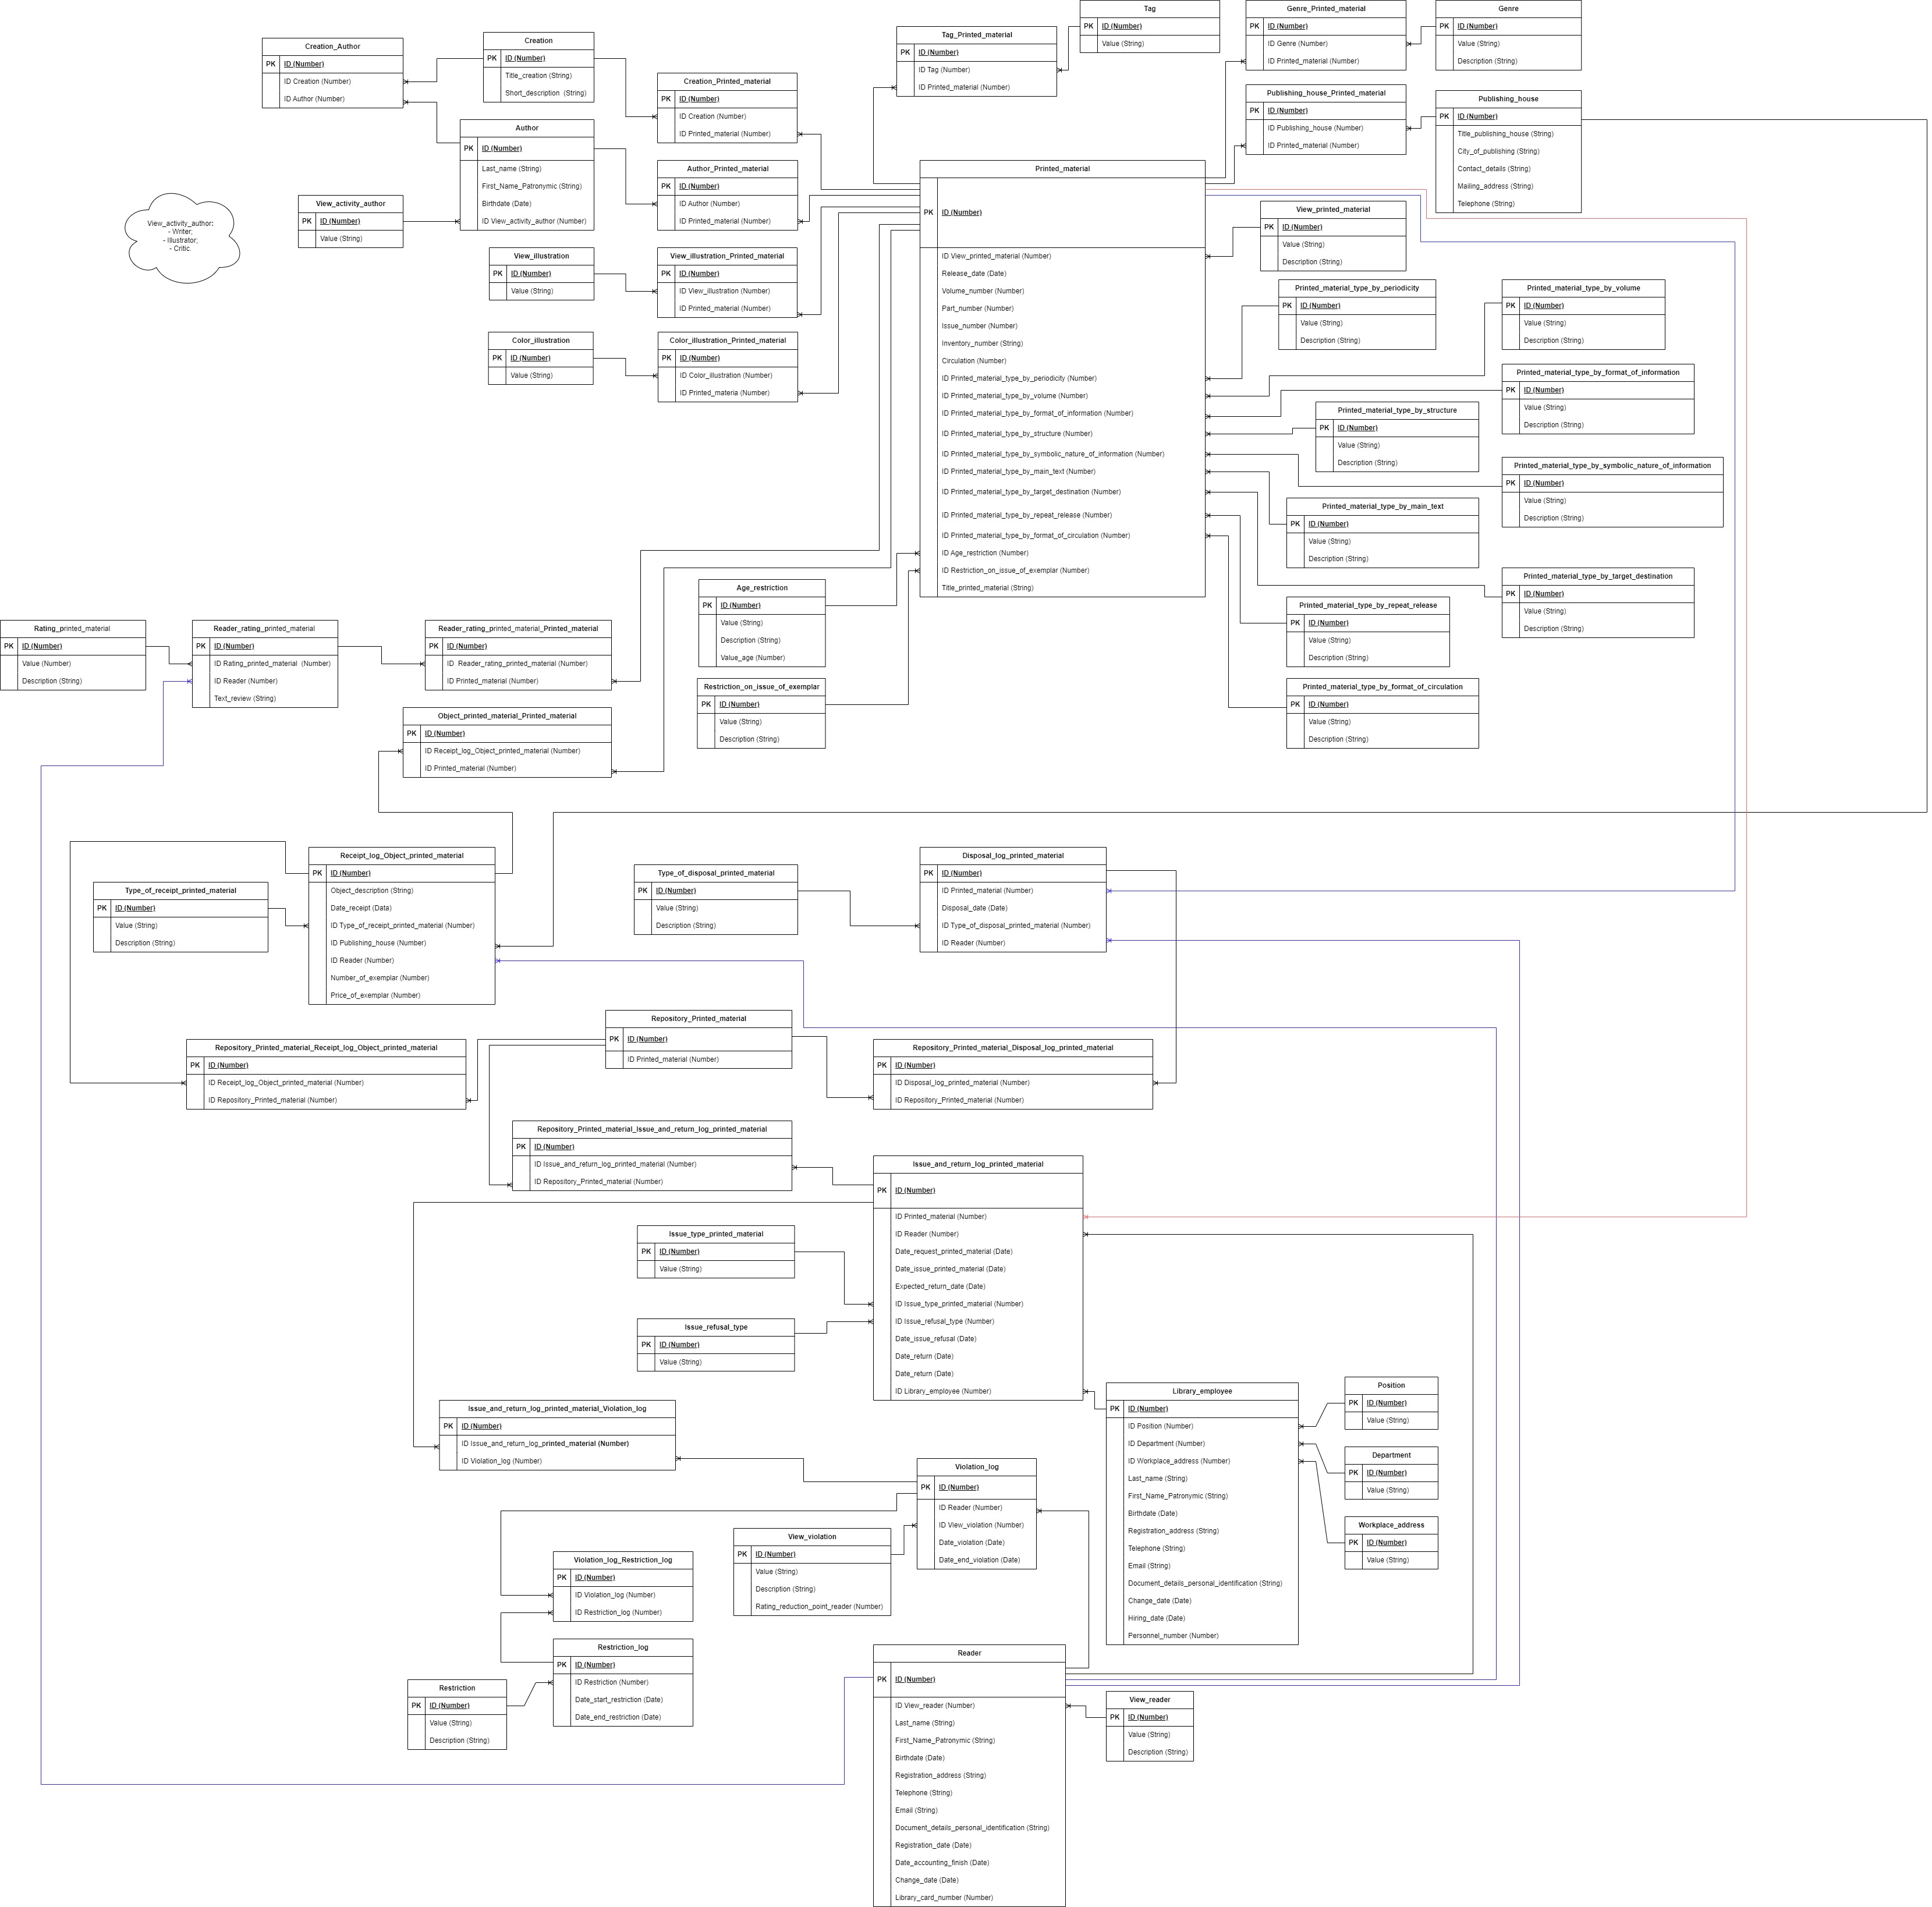 Creation_Author
PK ID (Number)
ID Creation (Number)
ID Author (Number)
Creation
PK ID (Number)
Title_creation (String)
Short_description (String)
Creation_Printed_material
PK ID (Number)
ID Creation (Number)
ID Printed_material (Number)
Tag_Printed_material
PK ID (Number)
ID Tag (Number)
ID Printed_material (Number)
Tag
PK ID (Number)
Value (String)
Genre_Printed_material
PK ID (Number)
ID Genre (Number)
ID Printed_material (Number)
Genre
PK ID (Number)
Value (String)
Description (String)
Publishing_house_Printed_material
PK ID (Number)
ID Publishing_house (Number)
ID Printed_material (Number)
Publishing_house
PK ID (Number)
Title_publishing_house (String)
City_of_publishing (String)
Contact_details (String)
Mailing_address (String)
Telephone (String)
Author
PK ID (Number)
Last_name (String)
First_Name_Patronymic (String)
Birthdate (Date)
ID View_activity_author (Number)
Author_Printed_material
PK ID (Number)
ID Author (Number)
ID Printed_material (Number)
View_activity_author
PK ID (Number)
Value (String)
View_activity_author:
- Writer;
- Illustrator;
- Critic.
View_illustration
PK ID (Number)
Value (String)
View_illustration_Printed_material
PK ID (Number)
ID View_illustration (Number)
ID Printed_material (Number)
Color_illustration
PK ID (Number)
Value (String)
Color_illustration_Printed_material
PK ID (Number)
ID Color_illustration (Number)
ID Printed_materia (Number)
Printed_material
PK ID (Number)
ID View_printed_material (Number)
Release_date (Date)
Volume_number (Number)
Part_number (Number)
Issue_number (Number)
Inventory_number (String)
Circulation (Number)
ID Printed_material_type_by_periodicity (Number)
ID Printed_material_type_by_volume (Number)
ID Printed_material_type_by_format_of_information (Number)
ID Printed_material_type_by_structure (Number)
ID Printed_material_type_by_symbolic_nature_of_information (Number)
ID Printed_material_type_by_main_text (Number)
ID Printed_material_type_by_target_destination (Number)
ID Printed_material_type_by_repeat_release (Number)
ID Printed_material_type_by_format_of_circulation (Number)
ID Age_restriction (Number)
ID Restriction_on_issue_of_exemplar (Number)
Title_printed_material (String)
View_printed_material
PK ID (Number)
Value (String)
Description (String)
Printed_material_type_by_periodicity
PK ID (Number)
Value (String)
Description (String)
Printed_material_type_by_volume
PK ID (Number)
Value (String)
Description (String)
Printed_material_type_by_format_of_information
PK ID (Number)
Value (String)
Description (String)
Printed_material_type_by_structure
PK ID (Number)
Value (String)
Description (String)
Printed_material_type_by_symbolic_nature_of_information
PK ID (Number)
Value (String)
Description (String)
Printed_material_type_by_main_text
PK ID (Number)
Value (String)
Description (String)
Printed_material_type_by_target_destination
PK ID (Number)
Value (String)
Description (String)
Printed_material_type_by_repeat_release
PK ID (Number)
Value (String)
Description (String)
Printed_material_type_by_format_of_circulation
PK ID (Number)
Value (String)
Description (String)
Age_restriction
PK ID (Number)
Value (String)
Description (String)
Value_age (Number)
Restriction_on_issue_of_exemplar
PK ID (Number)
Value (String)
Description (String)
Rating_printed_material
PK ID (Number)
Value (Number)
Description (String)
Reader_rating_printed_material
PK ID (Number)
ID Rating_printed_material (Number)
ID Reader (Number)
Text_review (String)
Reader_rating_printed_material_Printed_material
PK ID (Number)
ID Reader_rating_printed_material (Number)
ID Printed_material (Number)
Object_printed_material_Printed_material
PK ID (Number)
ID Receipt_log_Object_printed_material (Number)
ID Printed_material (Number)
Receipt_log_Object_printed_material
PK ID (Number)
Object_description (String)
Date_receipt (Data)
ID Type_of_receipt_printed_material (Number)
ID Publishing_house (Number)
ID Reader (Number)
Number_of_exemplar (Number)
Price_of_exemplar (Number)
Type_of_receipt_printed_material
PK ID (Number)
Value (String)
Description (String)
Type_of_disposal_printed_material
PK ID (Number)
Value (String)
Description (String)
Disposal_log_printed_material
PK ID (Number)
ID Printed_material (Number)
Disposal_date (Date)
ID Type_of_disposal_printed_material (Number)
ID Reader (Number)
Repository_Printed_material
PK ID (Number)
ID Printed_material (Number)
Repository_Printed_material_Receipt_log_Object_printed_material
PK ID (Number)
ID Receipt_log_Object_printed_material (Number)
ID Repository_Printed_material (Number)
Repository_Printed_material_Disposal_log_printed_material
PK ID (Number)
ID Disposal_log_printed_material (Number)
ID Repository_Printed_material (Number)
Repository_Printed_material_Issue_and_return_log_printed_material
PK ID (Number)
ID Issue_and_return_log_printed_material (Number)
ID Repository_Printed_material (Number)
Issue_and_return_log_printed_material
PK ID (Number)
ID Printed_material (Number)
ID Reader (Number)
Date_request_printed_material (Date)
Date_issue_printed_material (Date)
Expected_return_date (Date)
ID Issue_type_printed_material (Number)
ID Issue_refusal_type (Number)
Date_issue_refusal (Date)
Date_return (Date)
Date_return (Date)
ID Library_employee (Number)
Issue_type_printed_material
PK ID (Number)
Value (String)
Issue_refusal_type
PK ID (Number)
Value (String)
Library_employee
PK ID (Number)
ID Position (Number)
ID Department (Number)
ID Workplace_address (Number)
Last_name (String)
First_Name_Patronymic (String)
Birthdate (Date)
Registration_address (String)
Telephone (String)
Email (String)
Document_details_personal_identification (String)
Change_date (Date)
Hiring_date (Date)
Personnel_number (Number)
Position
PK ID (Number)
Value (String)
Department
PK ID (Number)
Value (String)
Workplace_address
PK ID (Number)
Value (String)
Issue_and_return_log_printed_material_Violation_log
PK ID (Number)
ID Issue_and_return_log_printed_material (Number)
ID Violation_log (Number)
Violation_log
PK ID (Number)
ID Reader (Number)
ID View_violation (Number)
Date_violation (Date)
Date_end_violation (Date)
View_violation
PK ID (Number)
Value (String)
Description (String)
Rating_reduction_point_reader (Number)
Violation_log_Restriction_log
PK ID (Number)
ID Violation_log (Number)
ID Restriction_log (Number)
Restriction_log
PK ID (Number)
ID Restriction (Number)
Date_start_restriction (Date)
Date_end_restriction (Date)
Restriction
PK ID (Number)
Value (String)
Description (String)
Reader
PK ID (Number)
ID View_reader (Number)
Last_name (String)
First_Name_Patronymic (String)
Birthdate (Date)
Registration_address (String)
Telephone (String)
Email (String)
Document_details_personal_identification (String)
Registration_date (Date)
Date_accounting_finish (Date)
Change_date (Date)
Library_card_number (Number)
View_reader
PK ID (Number)
Value (String)
Description (String)